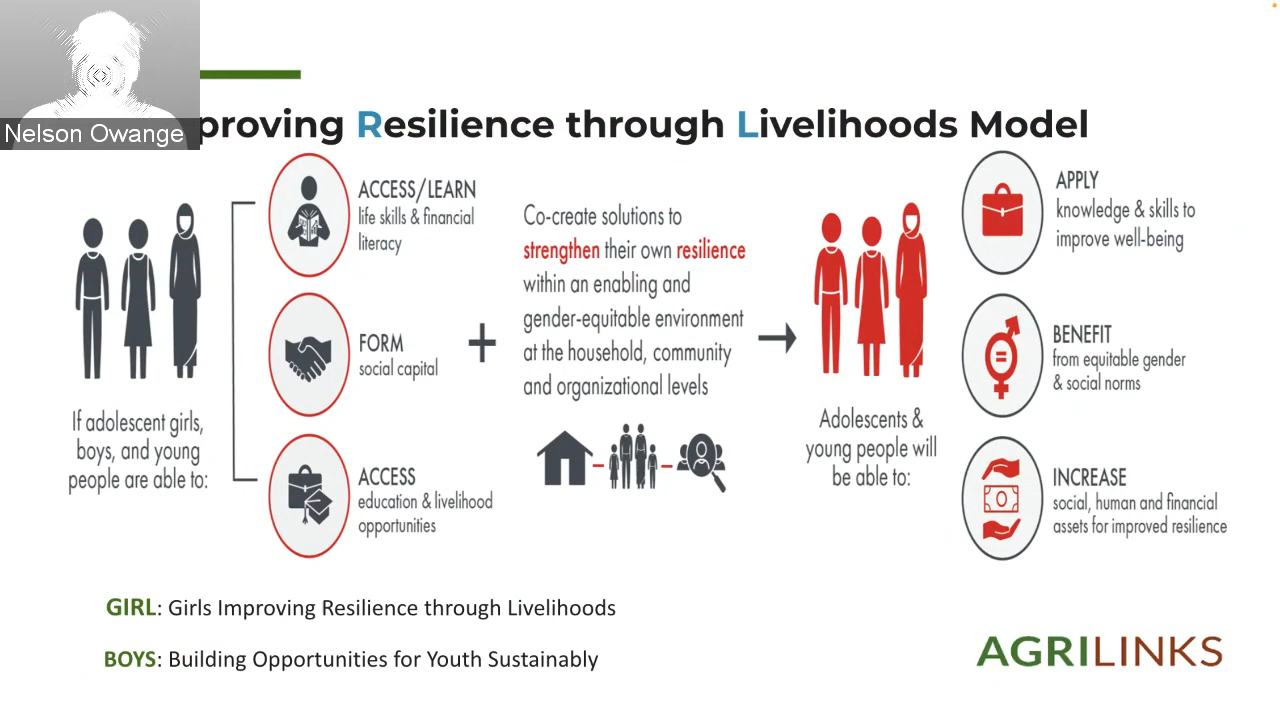 Nelson Owange
proving Resilience through Livelihoods Model
If adolescent girls,
boys, and young
people are able to:
ACCESS/LEARN
life skills & financial
literacy
FORM
social capital
ACCESS
education & livelihood
opportunities
+
Co-create solutions to
strengthen their own resilience
within an enabling and
gender-equitable environment
at the household, community
and organizational levels
Adolescents &
young people will
be able to:
APPLY
knowledge & skills to
improve well-being
BENEFIT
from equitable gender
& social norms
INCREASE
social, human and financial
assets for improved resilience
GIRL: Girls Improving Resilience through Livelihoods
BOYS: Building Opportunities for Youth Sustainably
AGRILINKS